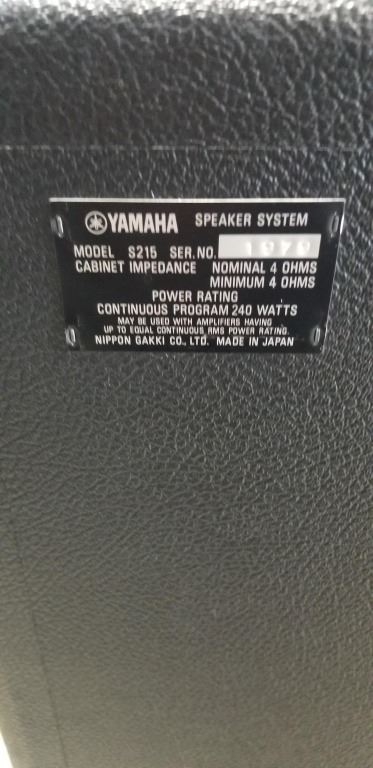 YAMAHA SPEAKER SYSTEM
MODEL S215 SER. NO. 1979
CABINET IMPEDANCE NOMINAL 4 OHMS
MINIMUM 4 OHMS
POWER RATING
CONTINUOUS PROGRAM 240 WATTS
MAY BE USED WITH AMPLIFIERS HAVING
UP TO EQUAL CONTINUOUS RMS POWER RATING.
NIPPON GAKKI CO., LTD. MADE IN JAPAN